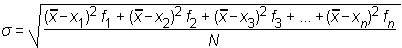 σ = √((x̅ − x₁)² f₁ + (x̅ − x₂)² f₂ + (x̅ − x₃)² f₃ + ... + (x̅ − xₙ)² fₙ / N)